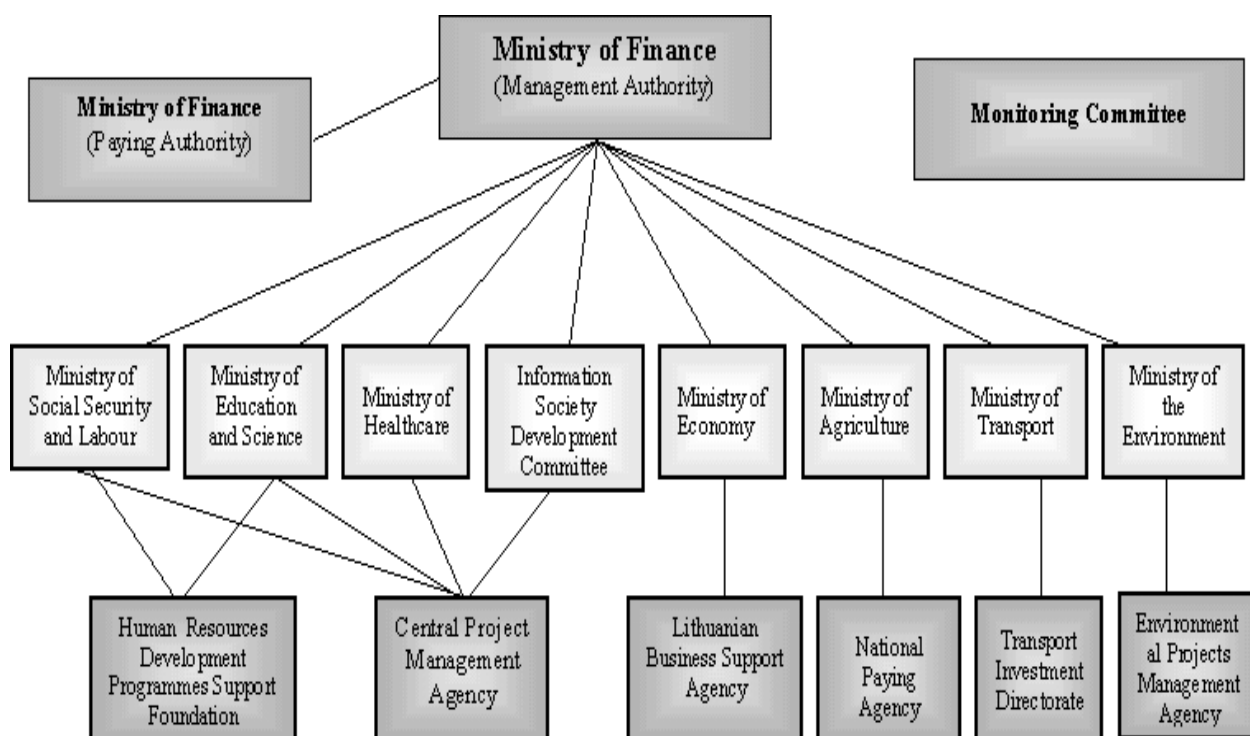 Ministry of Finance
(Management Authority)
Ministry of Finance
(Paying Authority)
Monitoring Committee
Ministry of
Social Security
and Labour
Ministry of
Education
and Science
Ministry of
Healthcare
Information
Society
Development
Committee
Ministry of
Economy
Ministry of
Agriculture
Ministry of
Transport
Ministry of
the
Environment
Human Resources
Development
Programmes Support
Foundation
Central Project
Management
Agency
Lithuanian
Business Support
Agency
National
Paying
Agency
Transport
Investment
Directorate
Environment
al Projects
Management
Agency